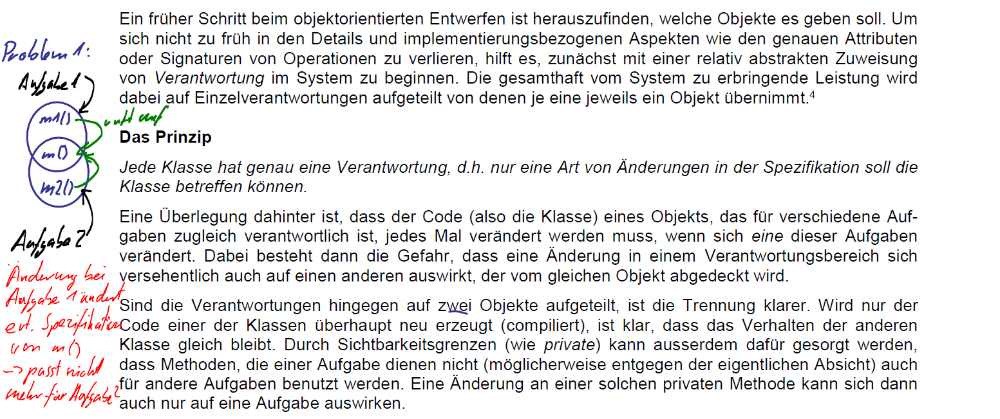 Ein früher Schritt beim objektorientierten Entwerfen ist herauszufinden, welche Objekte es geben soll. Um
sich nicht zu früh in den Details und implementierungsbezogenen Aspekten wie den genauen Attributen
oder Signaturen von Operationen zu verlieren, hilft es, zunächst mit einer relativ abstrakten Zuweisung
von Verantwortung im System zu beginnen. Die gesamthaft vom System zu erbringende Leistung wird
dabei auf Einzelverantwortungen aufgeteilt von denen je eine jeweils ein Objekt übernimmt.⁴
Das Prinzip
Jede Klasse hat genau eine Verantwortung, d.h. nur eine Art von Änderungen in der Spezifikation soll die
Klasse betreffen können.
Eine Überlegung dahinter ist, dass der Code (also die Klasse) eines Objekts, das für verschiedene Auf-
gaben zugleich verantwortlich ist, jedes Mal verändert werden muss, wenn sich eine dieser Aufgaben
verändert. Dabei besteht dann die Gefahr, dass eine Änderung in einem Verantwortungsbereich sich
versehentlich auch auf einen anderen auswirkt, der vom gleichen Objekt abgedeckt wird.
Sind die Verantwortungen hingegen auf zwei Objekte aufgeteilt, ist die Trennung klarer. Wird nur der
Code einer der Klassen überhaupt neu erzeugt (compiliert), ist klar, dass das Verhalten der anderen
Klasse gleich bleibt. Durch Sichtbarkeitsgrenzen (wie private) kann ausserdem dafür gesorgt werden,
dass Methoden, die einer Aufgabe dienen nicht (möglicherweise entgegen der eigentlichen Absicht) auch
für andere Aufgaben benutzt werden. Eine Änderung an einer solchen privaten Methode kann sich dann
auch nur auf eine Aufgabe auswirken.
Problem 1:
Aufgabe 1
m1()
ruft auf
m()
m2()
Aufgabe 2
Änderung bei
Aufgabe 1 ändert
evt. Spezifikation
von m()
-> passt nicht
mehr für Aufgabe 2